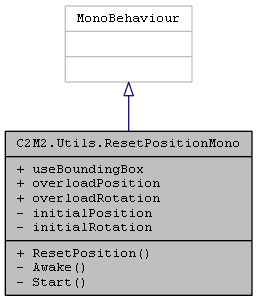 MonoBehaviour
C2M2.Utils.ResetPositionMono
+ useBoundingBox
+ overloadPosition
+ overloadRotation
- initialPosition
- initialRotation
+ ResetPosition()
- Awake()
- Start()